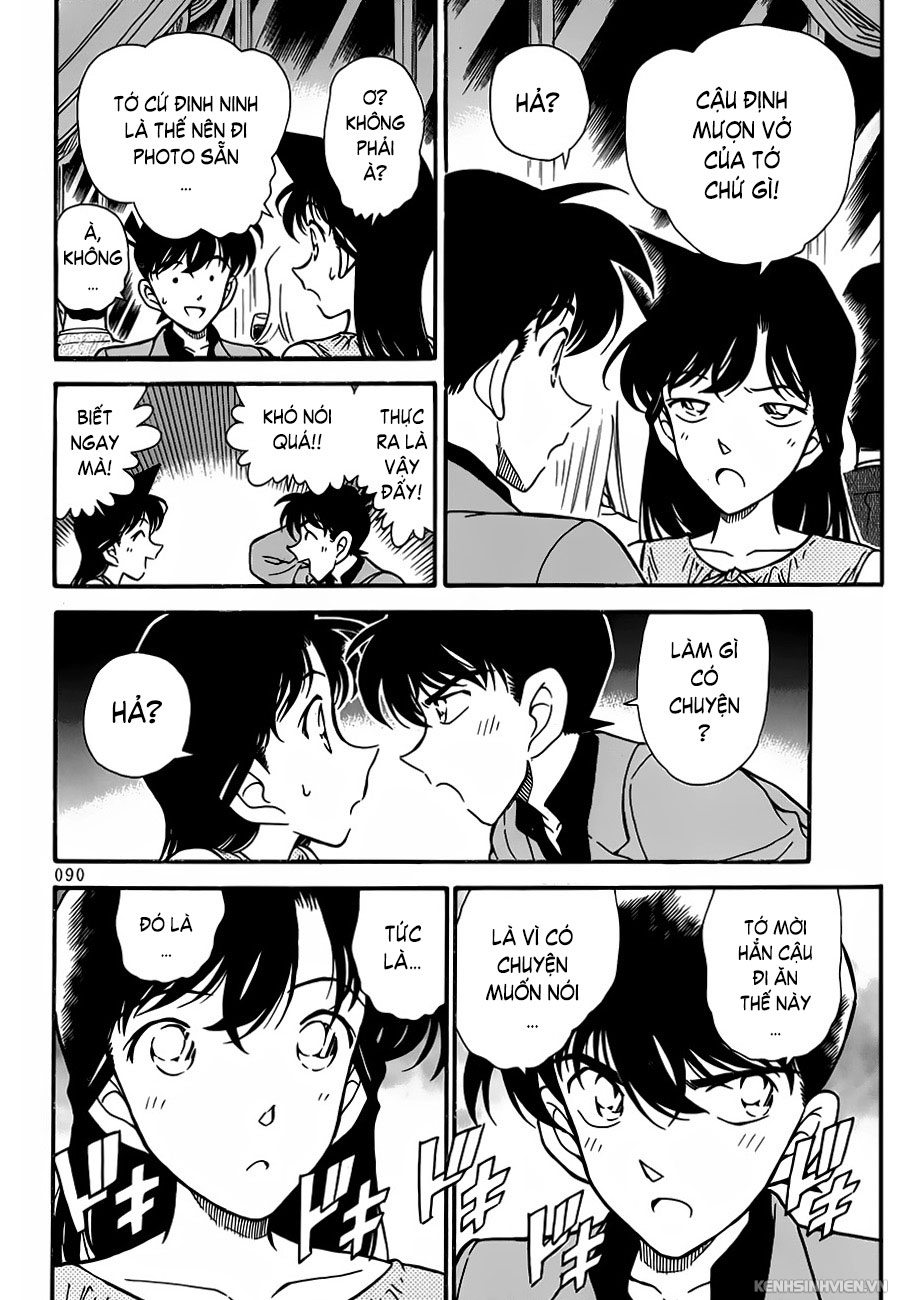 CẬU ĐỊNH
MƯỢN VỞ
CỦA TỚ
CHỨ GÌ!
HẢ?
Ơ?
KHÔNG
PHẢI
À?
TỚ CỨ ĐINH NINH
LÀ THẾ NÊN ĐI
PHOTO SẴN
...
À,
KHÔNG
...
THỰC
RA LÀ
VẬY
ĐẤY!
KHÓ NÓI
QUÁ!!
BIẾT
NGAY
MÀ!
LÀM GÌ
CÓ
CHUYỆN
?
HẢ?
090
TỚ MỜI
HẲN CẬU
ĐI ĂN
THẾ NÀY
...
LÀ VÌ CÓ
CHUYỆN
MUỐN NÓI
...
ドキ
ドキ
TỨC
LÀ...
ĐÓ LÀ
...
ドキ
ドキ
ドキ
KENHSINHVIEN.VN